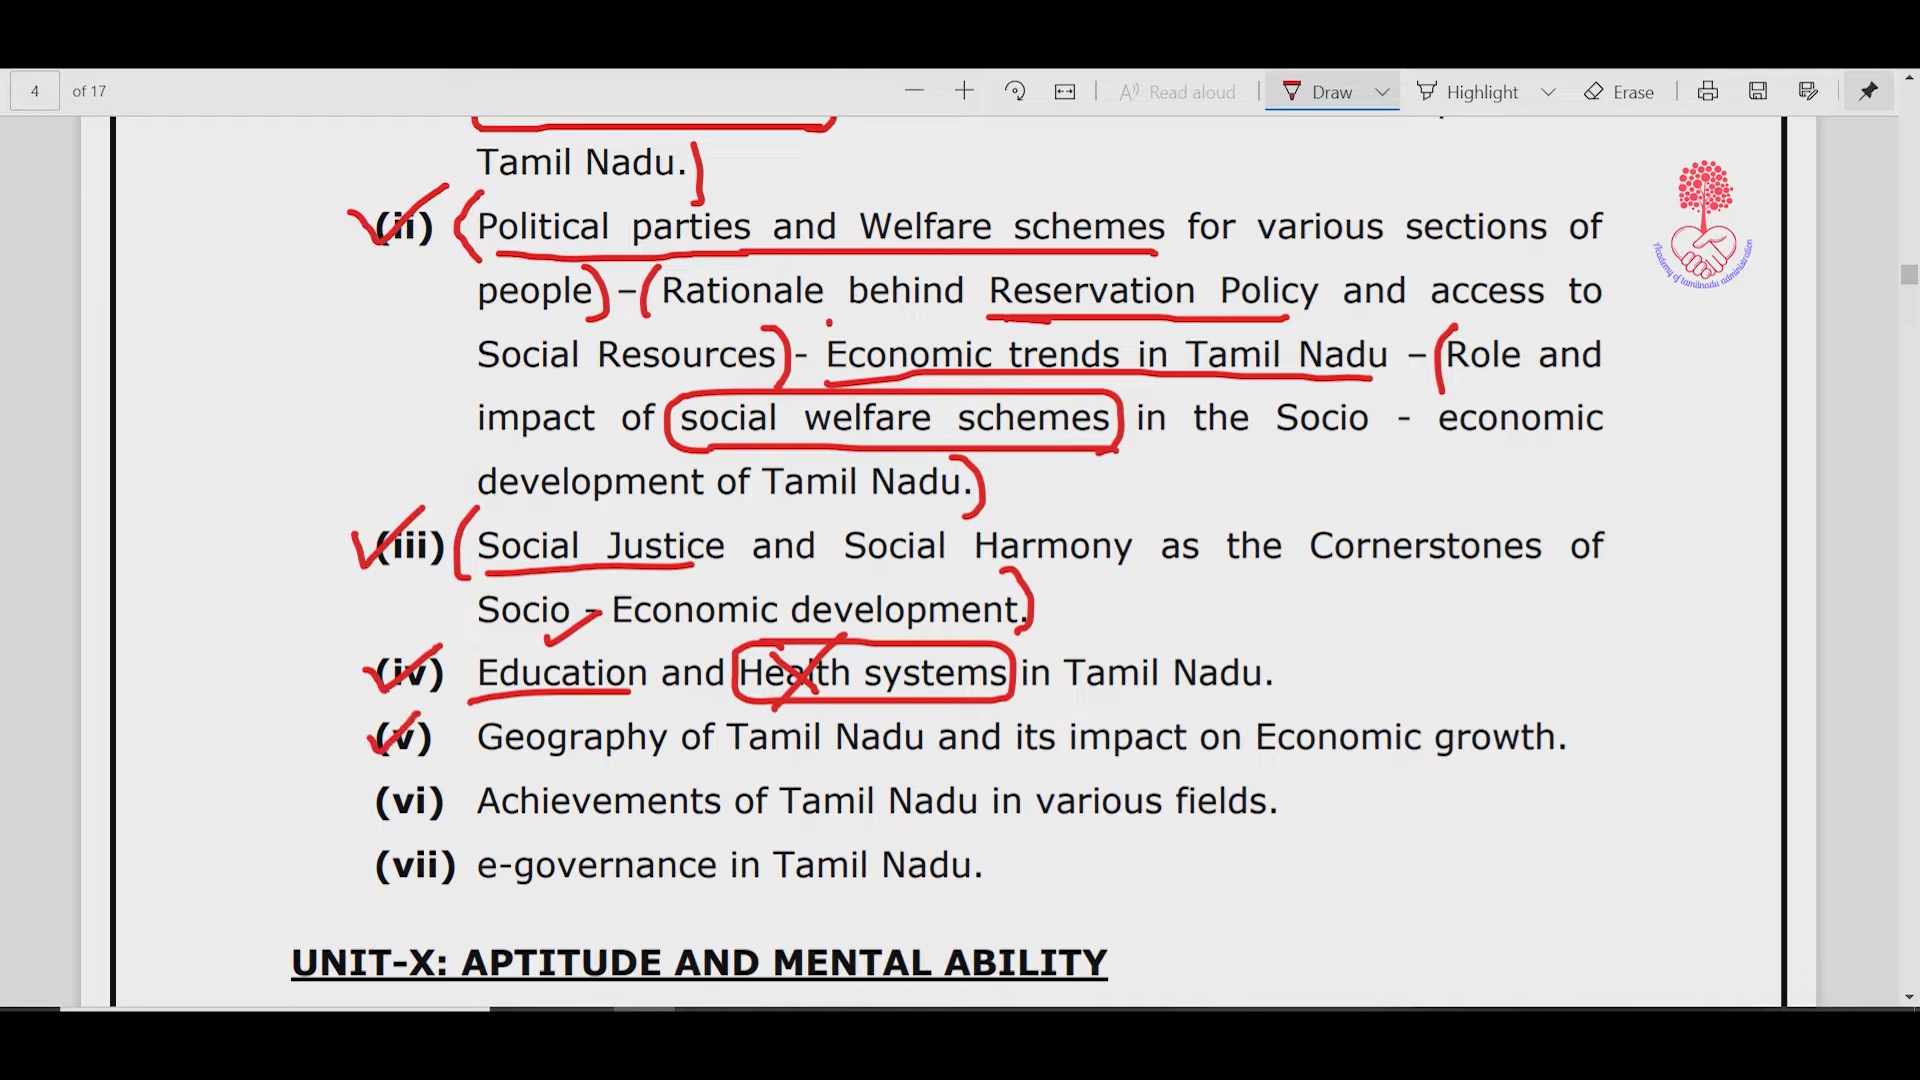 4 of 17
Read aloud
Draw
Highlight
Erase
Tamil Nadu.
(ii) Political parties and Welfare schemes for various sections of
people – Rationale behind Reservation Policy and access to
Social Resources - Economic trends in Tamil Nadu – Role and
impact of social welfare schemes in the Socio - economic
development of Tamil Nadu.
(iii) Social Justice and Social Harmony as the Cornerstones of
Socio - Economic development.
(iv) Education and Health systems in Tamil Nadu.
(v) Geography of Tamil Nadu and its impact on Economic growth.
(vi) Achievements of Tamil Nadu in various fields.
(vii) e-governance in Tamil Nadu.
UNIT-X: APTITUDE AND MENTAL ABILITY
Academy of tamilnadu administration